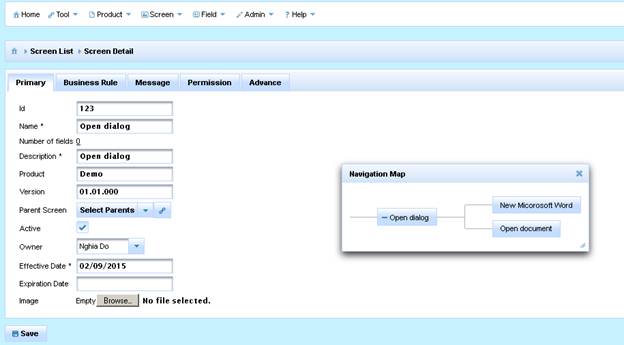 Home Tool Product Screen Field Admin ? Help
Screen List Screen Detail
Primary Business Rule Message Permission Advance
Id 123
Name * Open dialog
Number of fields 0
Description * Open dialog
Product Demo
Version 01.01.000
Parent Screen Select Parents
Active
Owner Nghia Do
Effective Date * 02/09/2015
Expiration Date
Image Empty Browse... No file selected.
Save
Navigation Map
Open dialog
New Micorosoft Word
Open document